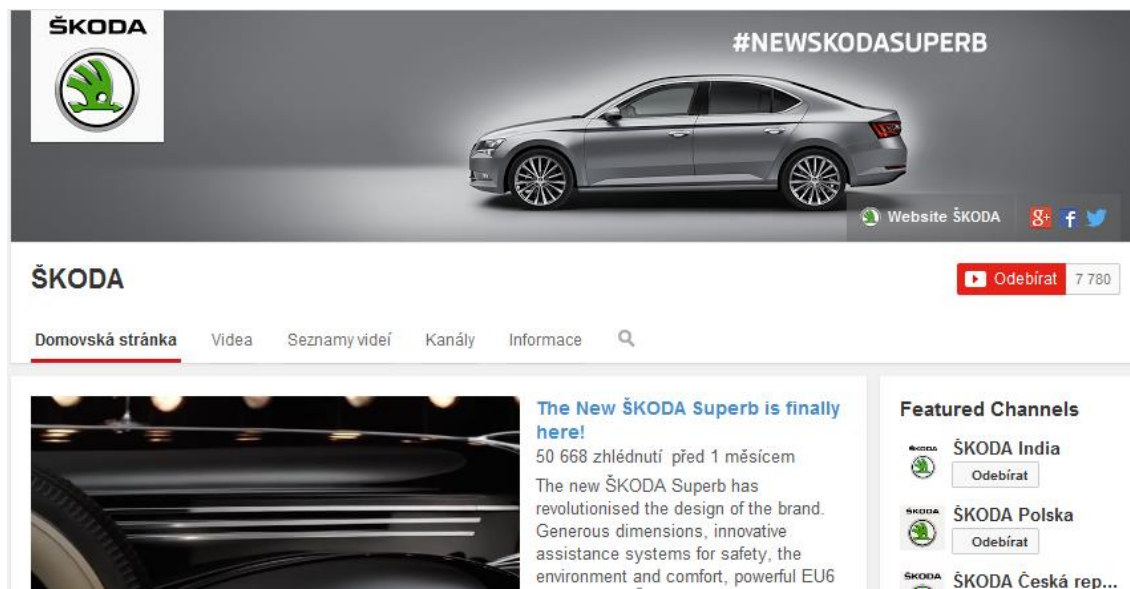 ŠKODA
#NEWSKODASUPERB
Website ŠKODA
ŠKODA
Odebírat 7 780
Domovská stránka Videa Seznamy videí Kanály Informace
The New ŠKODA Superb is finally
here!
50 668 zhlédnutí před 1 měsícem
The new ŠKODA Superb has
revolutionised the design of the brand.
Generous dimensions, innovative
assistance systems for safety, the
environment and comfort, powerful EU6
Featured Channels
ŠKODA
ŠKODA India
Odebírat
ŠKODA
ŠKODA Polska
Odebírat
ŠKODA
ŠKODA Česká rep...